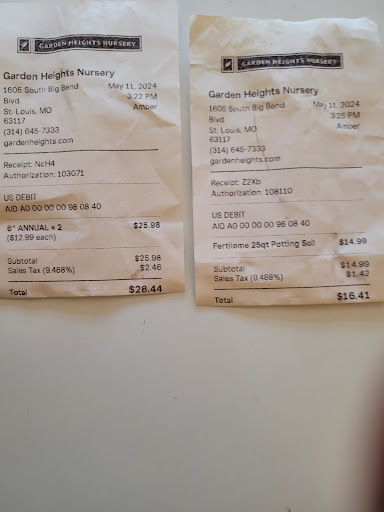 GARDEN HEIGHTS NURSERY
Garden Heights Nursery
1605 South Big Bend May 11, 2024
Blvd. 3:22 PM
St. Louis, MO Amber
63117
(314) 645-7333
gardenheights.com
Receipt: NcH4
Authorization: 103071
US DEBIT
AID A0 00 00 00 98 08 40
6" ANNUAL × 2 $25.98
($12.99 each)
Subtotal $25.98
Sales Tax (9.488%) $2.46
Total $28.44
GARDEN HEIGHTS NURSERY
Garden Heights Nursery
1605 South Big Bend May 11, 2024
Blvd. 3:25 PM
St. Louis, MO Amber
63117
(314) 645-7333
gardenheights.com
Receipt: Z2Xb
Authorization: 108110
US DEBIT
AID A0 00 00 00 98 08 40
Fertilome 25qt Potting Soil $14.99
Subtotal $14.99
Sales Tax (9.488%) $1.42
Total $16.41